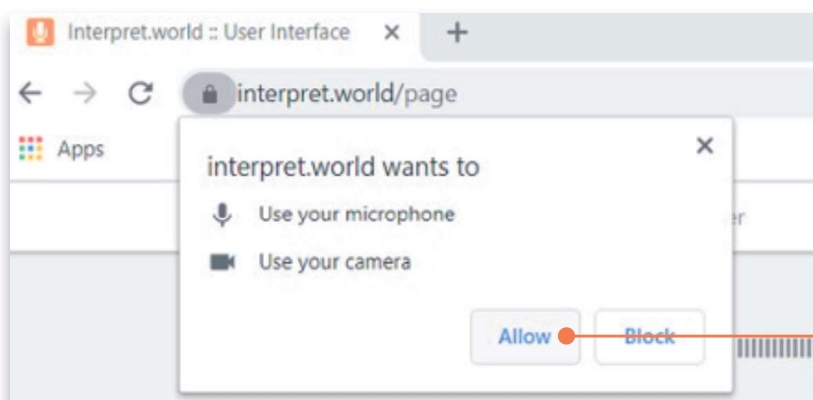 Interpret.world :: User Interface
interpret.world/page
Apps
interpret.world wants to
Use your microphone
Use your camera
Allow Block